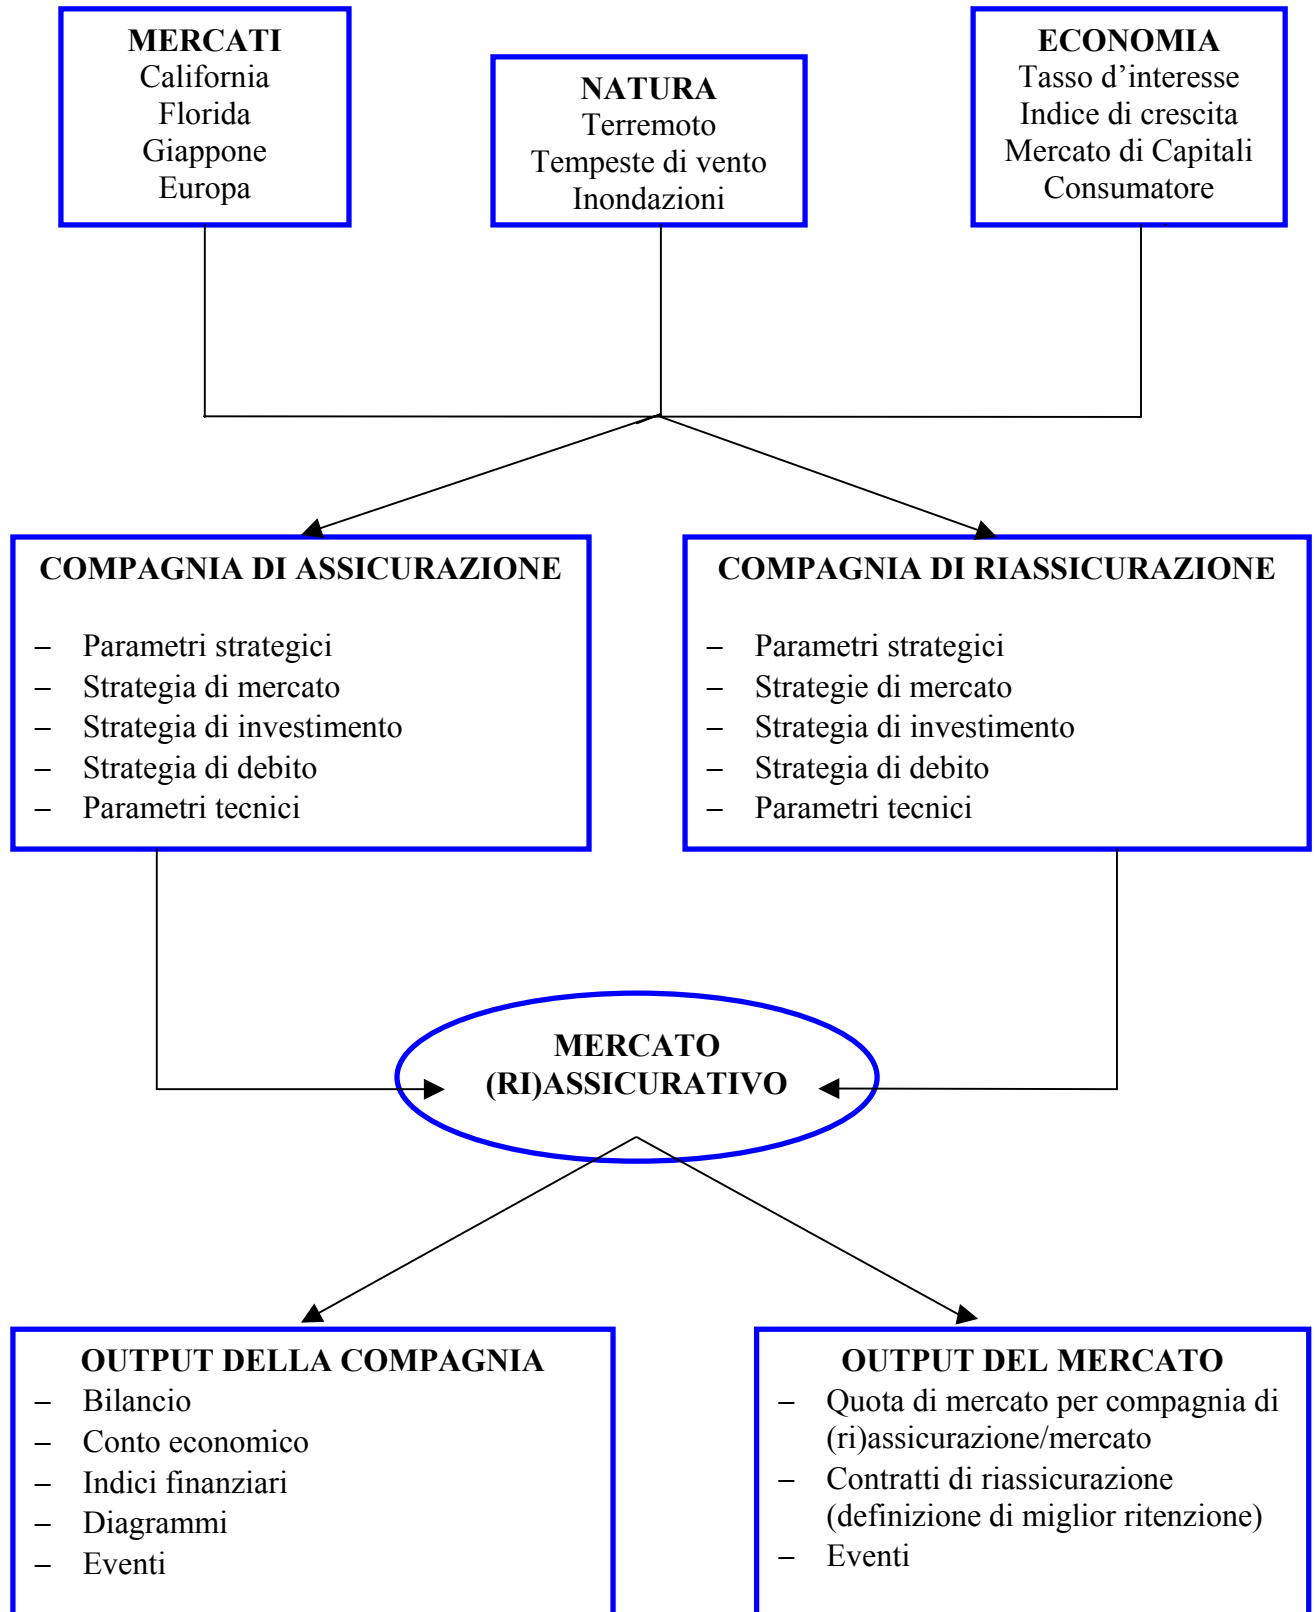 MERCATI
California
Florida
Giappone
Europa
NATURA
Terremoto
Tempeste di vento
Inondazioni
ECONOMIA
Tasso d’interesse
Indice di crescita
Mercato di Capitali
Consumatore
COMPAGNIA DI ASSICURAZIONE
– Parametri strategici
– Strategia di mercato
– Strategia di investimento
– Strategia di debito
– Parametri tecnici
COMPAGNIA DI RIASSICURAZIONE
– Parametri strategici
– Strategie di mercato
– Strategia di investimento
– Strategia di debito
– Parametri tecnici
MERCATO
(RI)ASSICURATIVO
OUTPUT DELLA COMPAGNIA
– Bilancio
– Conto economico
– Indici finanziari
– Diagrammi
– Eventi
OUTPUT DEL MERCATO
– Quota di mercato per compagnia di
(ri)assicurazione/mercato
– Contratti di riassicurazione
(definizione di miglior ritenzione)
– Eventi